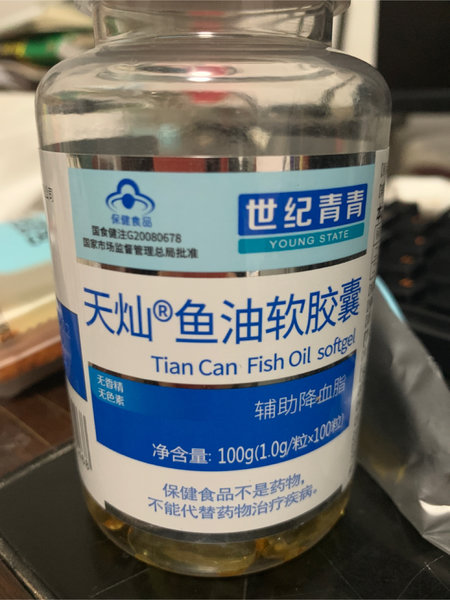 保健食品
国食健注G20080678
国家市场监督管理总局批准
世纪青青
YOUNG STATE
天灿®鱼油软胶囊
Tian Can Fish Oil softgel
无香精
无色素
辅助降血脂
净含量: 100g(1.0g/粒×100粒)
保健食品不是药物,
不能代替药物治疗疾病。